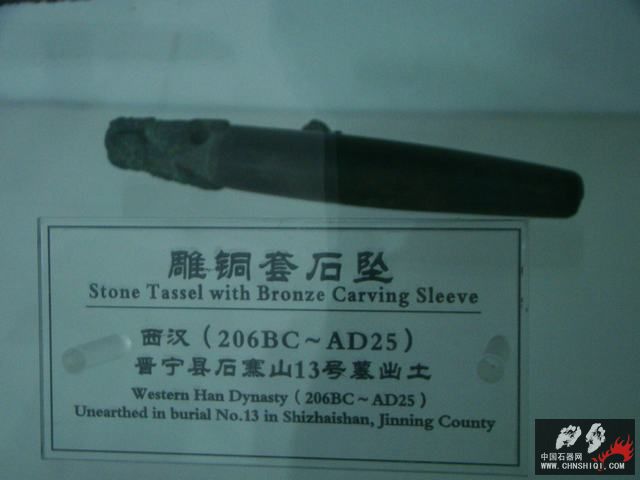 雕铜套石坠
Stone Tassel with Bronze Carving Sleeve
西汉（206BC～AD25）
晋宁县石寨山13号墓出土
Western Han Dynasty（206BC～AD25）
Unearthed in burial No.13 in Shizhaishan, Jinning County
中国石器网
WWW.CHNSHIQI.COM